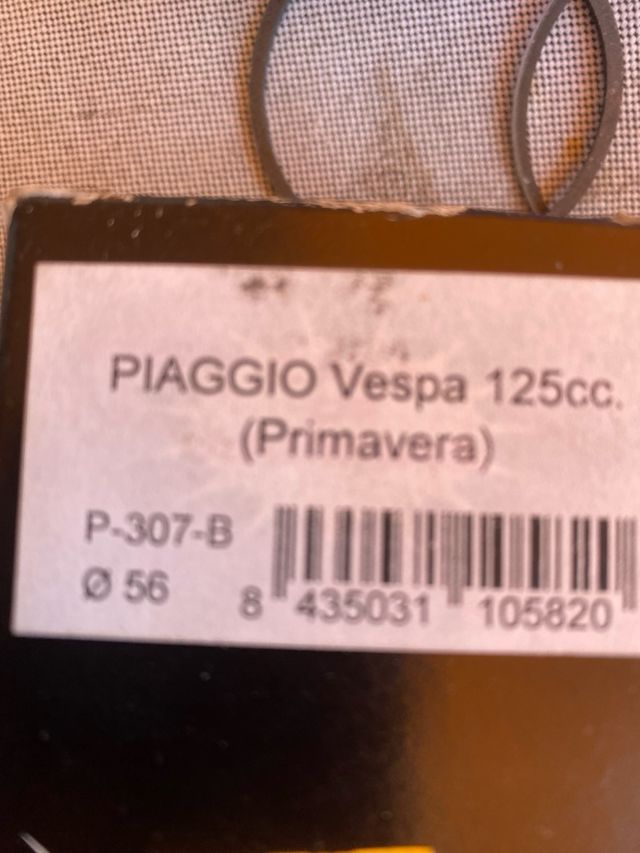 PIAGGIO Vespa 125cc.
(Primavera)
P-307-B
Ø 56
8 435031 105820